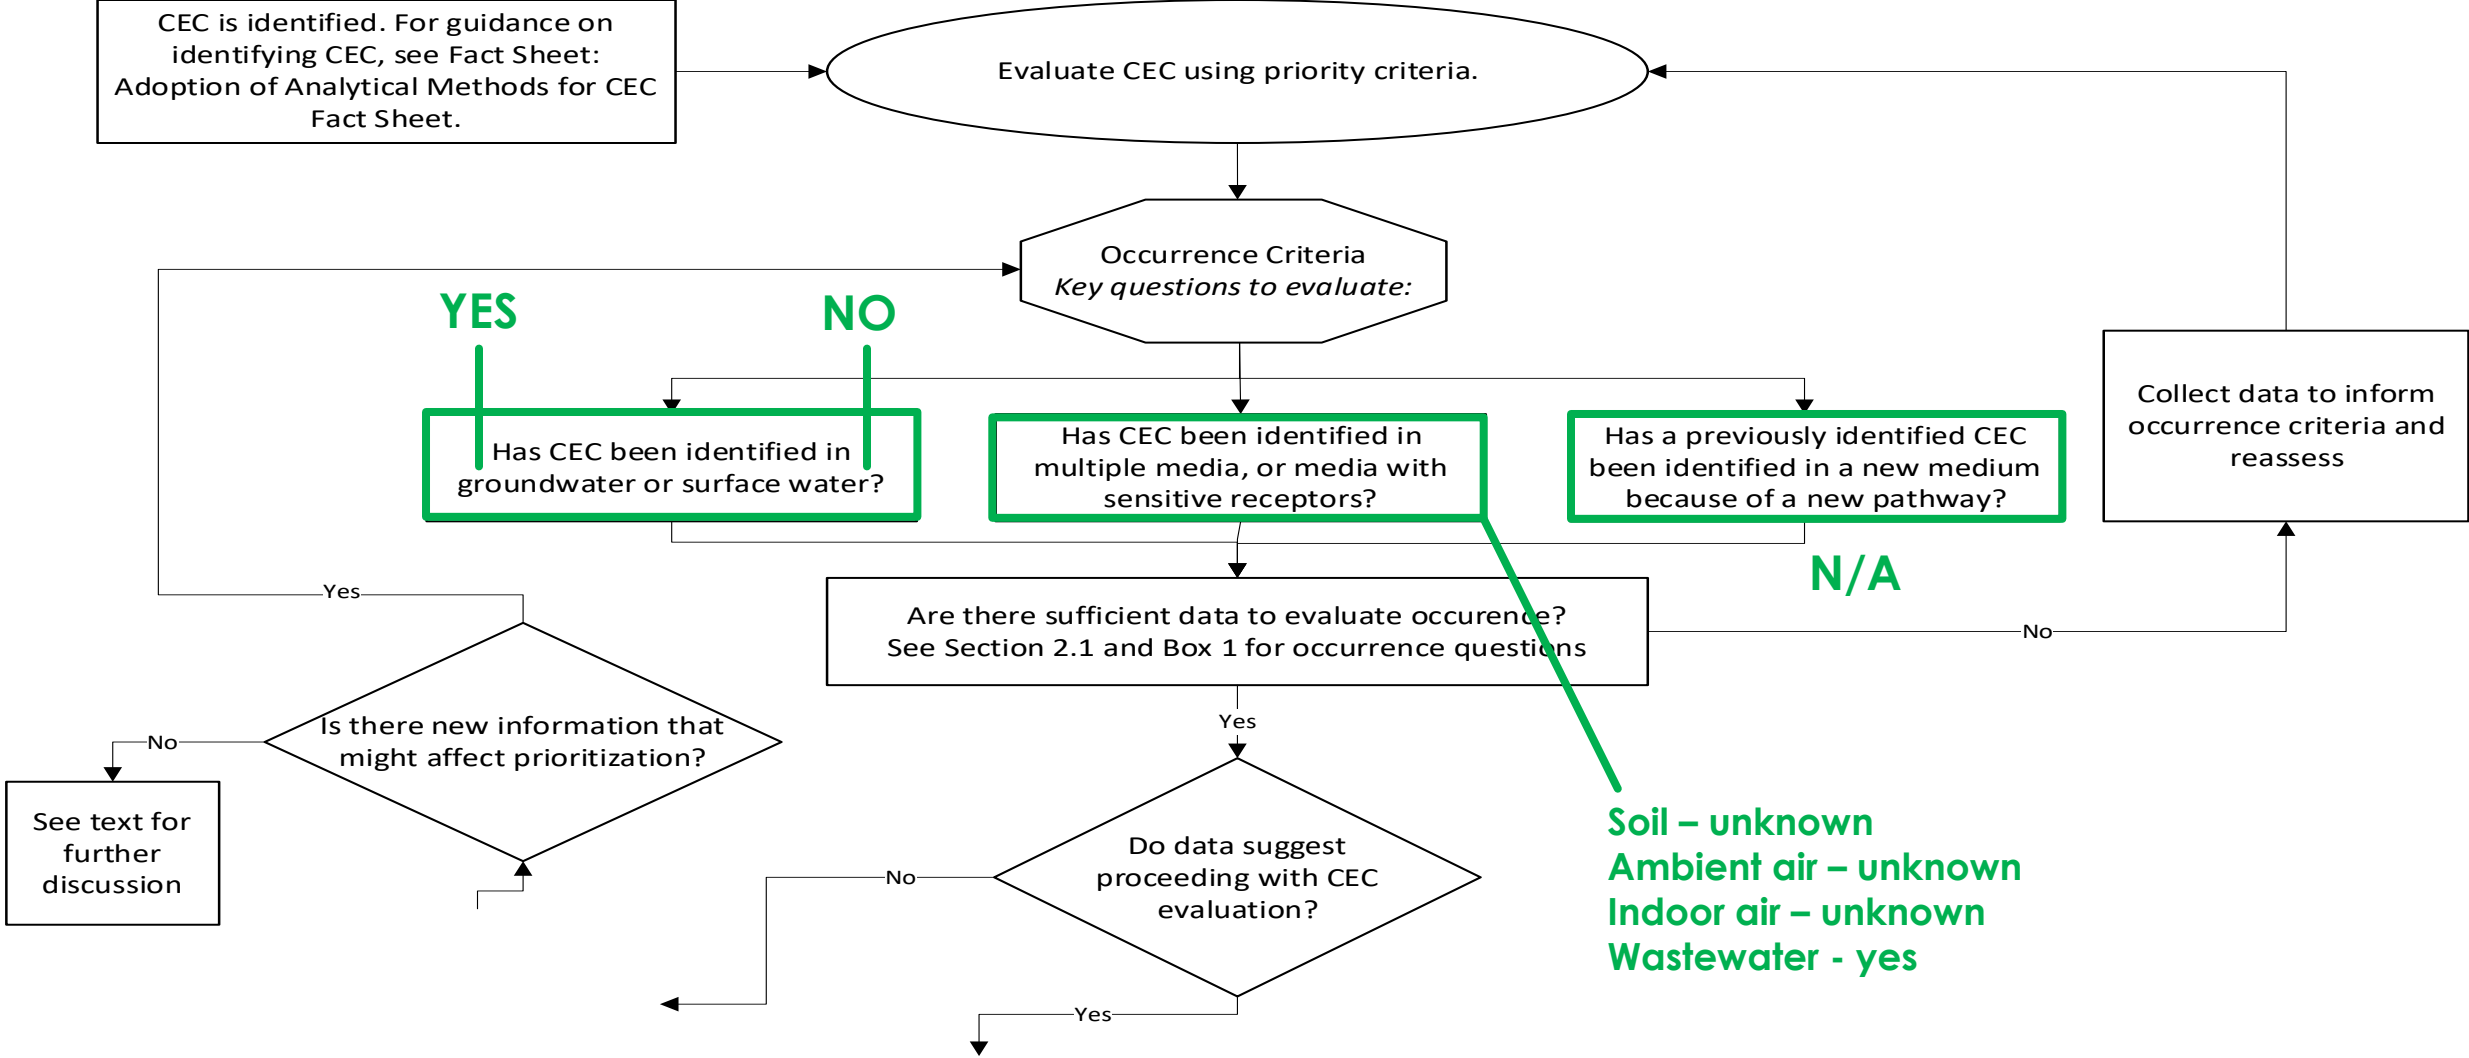 CEC is identified. For guidance on
identifying CEC, see Fact Sheet:
Adoption of Analytical Methods for CEC
Fact Sheet.
Evaluate CEC using priority criteria.
Occurrence Criteria
Key questions to evaluate:
YES
NO
Has CEC been identified in
groundwater or surface water?
Has CEC been identified in
multiple media, or media with
sensitive receptors?
Has a previously identified CEC
been identified in a new medium
because of a new pathway?
Collect data to inform
occurrence criteria and
reassess
N/A
Yes
Are there sufficient data to evaluate occurence?
See Section 2.1 and Box 1 for occurrence questions
No
Yes
Is there new information that
might affect prioritization?
No
See text for
further
discussion
Do data suggest
proceeding with CEC
evaluation?
No
Yes
Soil – unknown
Ambient air – unknown
Indoor air – unknown
Wastewater - yes